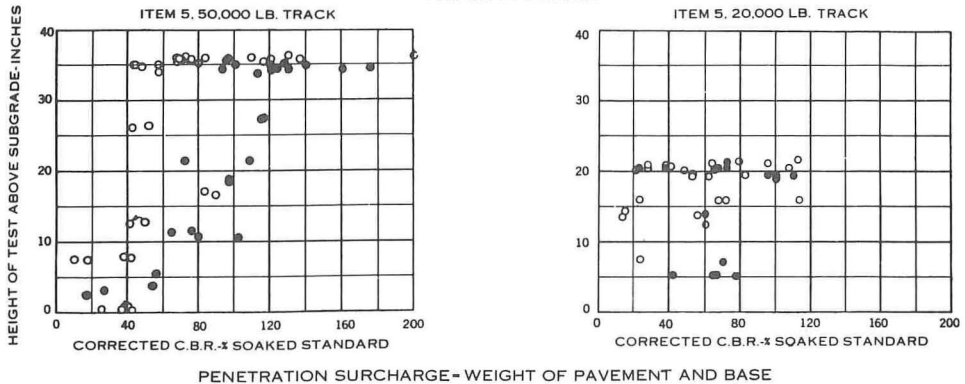 ITEM 5, 50,000 LB. TRACK
HEIGHT OF TEST ABOVE SUBGRADE-INCHES
40
30
20
10
0
0 40 80 120 160 200
CORRECTED C.B.R.-% SOAKED STANDARD
ITEM 5, 20,000 LB. TRACK
40
30
20
10
0
0 40 80 120 160 200
CORRECTED C.B.R.-% SOAKED STANDARD
PENETRATION SURCHARGE=WEIGHT OF PAVEMENT AND BASE